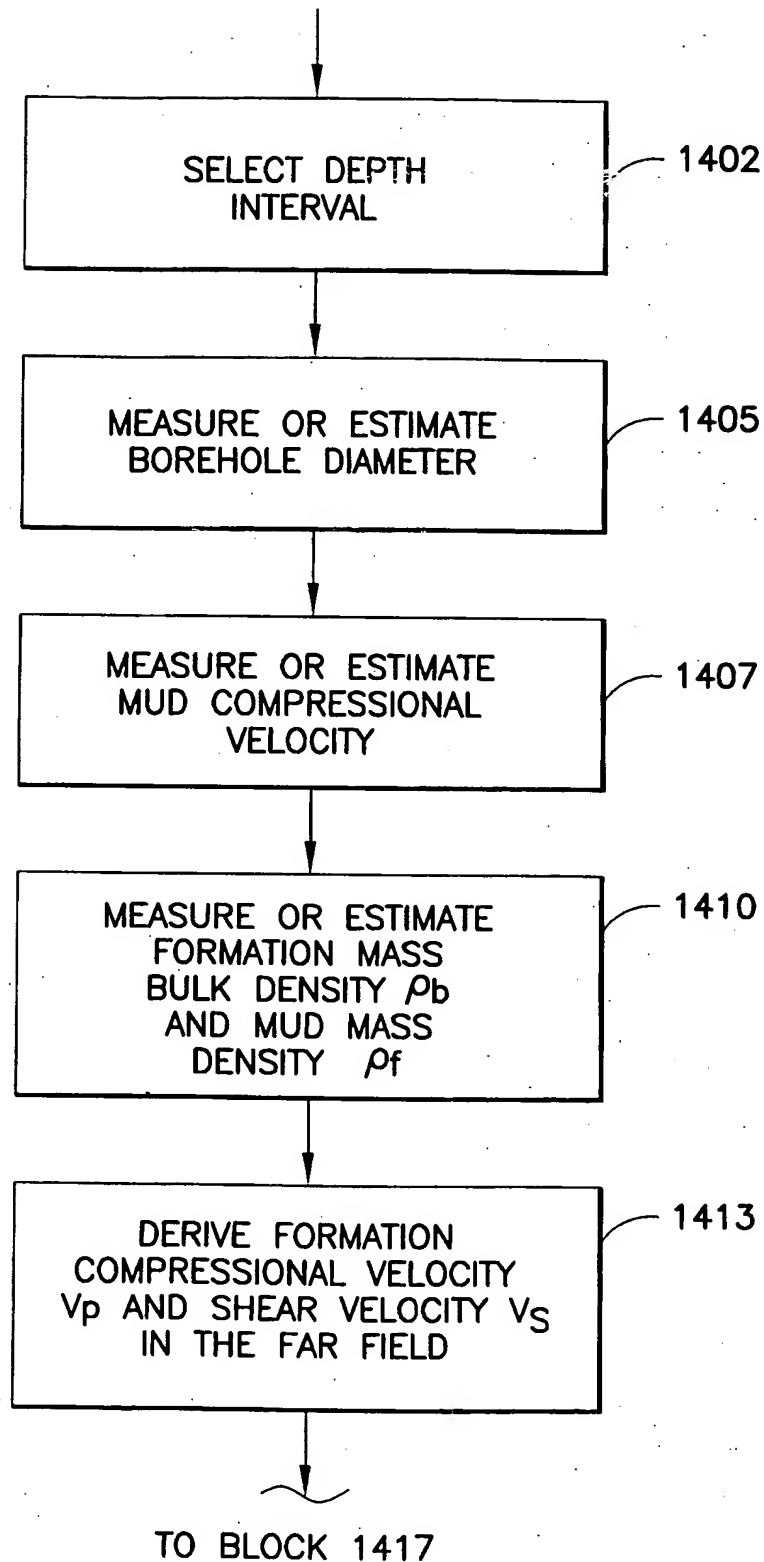 SELECT DEPTH
INTERVAL
1402
MEASURE OR ESTIMATE
BOREHOLE DIAMETER
1405
MEASURE OR ESTIMATE
MUD COMPRESSIONAL
VELOCITY
1407
MEASURE OR ESTIMATE
FORMATION MASS
BULK DENSITY ρb
AND MUD MASS
DENSITY ρf
1410
DERIVE FORMATION
COMPRESSIONAL VELOCITY
Vp AND SHEAR VELOCITY VS
IN THE FAR FIELD
1413
TO BLOCK 1417